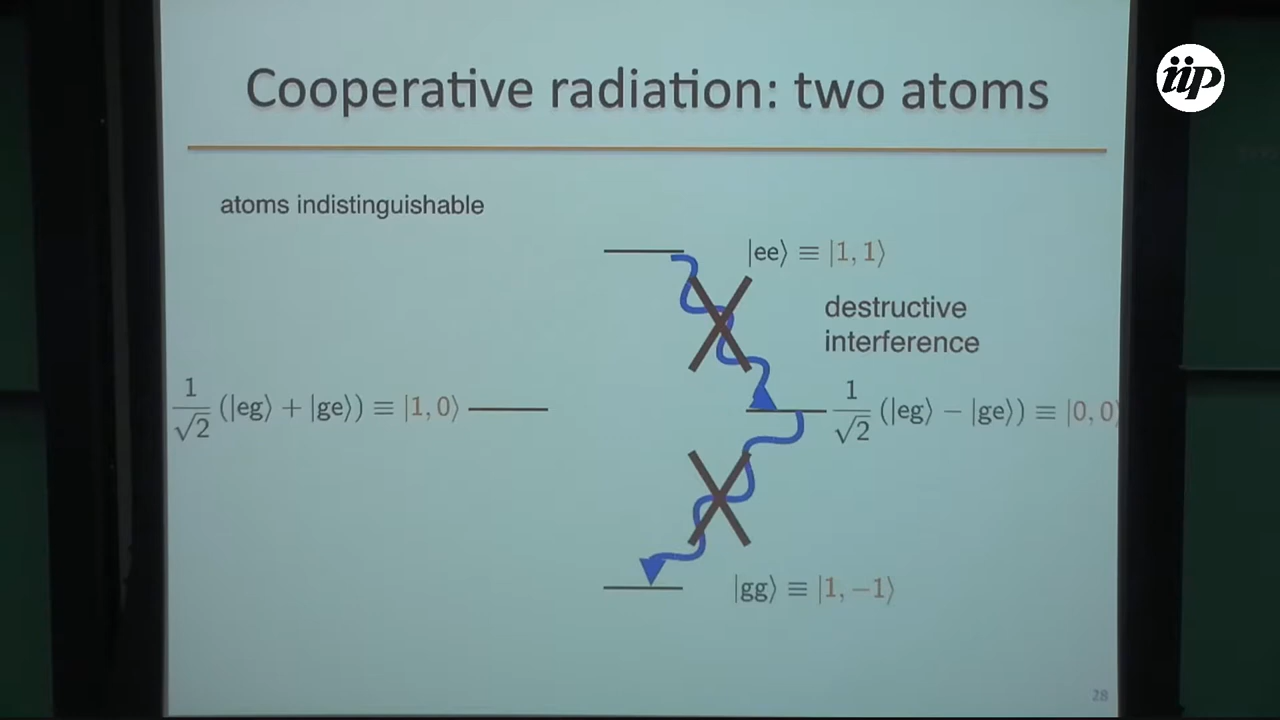 iip
Cooperative radiation: two atoms
atoms indistinguishable
|ee⟩ ≡ |1, 1⟩
destructive
interference
1/√2 (|eg⟩ + |ge⟩) ≡ |1, 0⟩
1/√2 (|eg⟩ − |ge⟩) ≡ |0, 0⟩
|gg⟩ ≡ |1, −1⟩
28